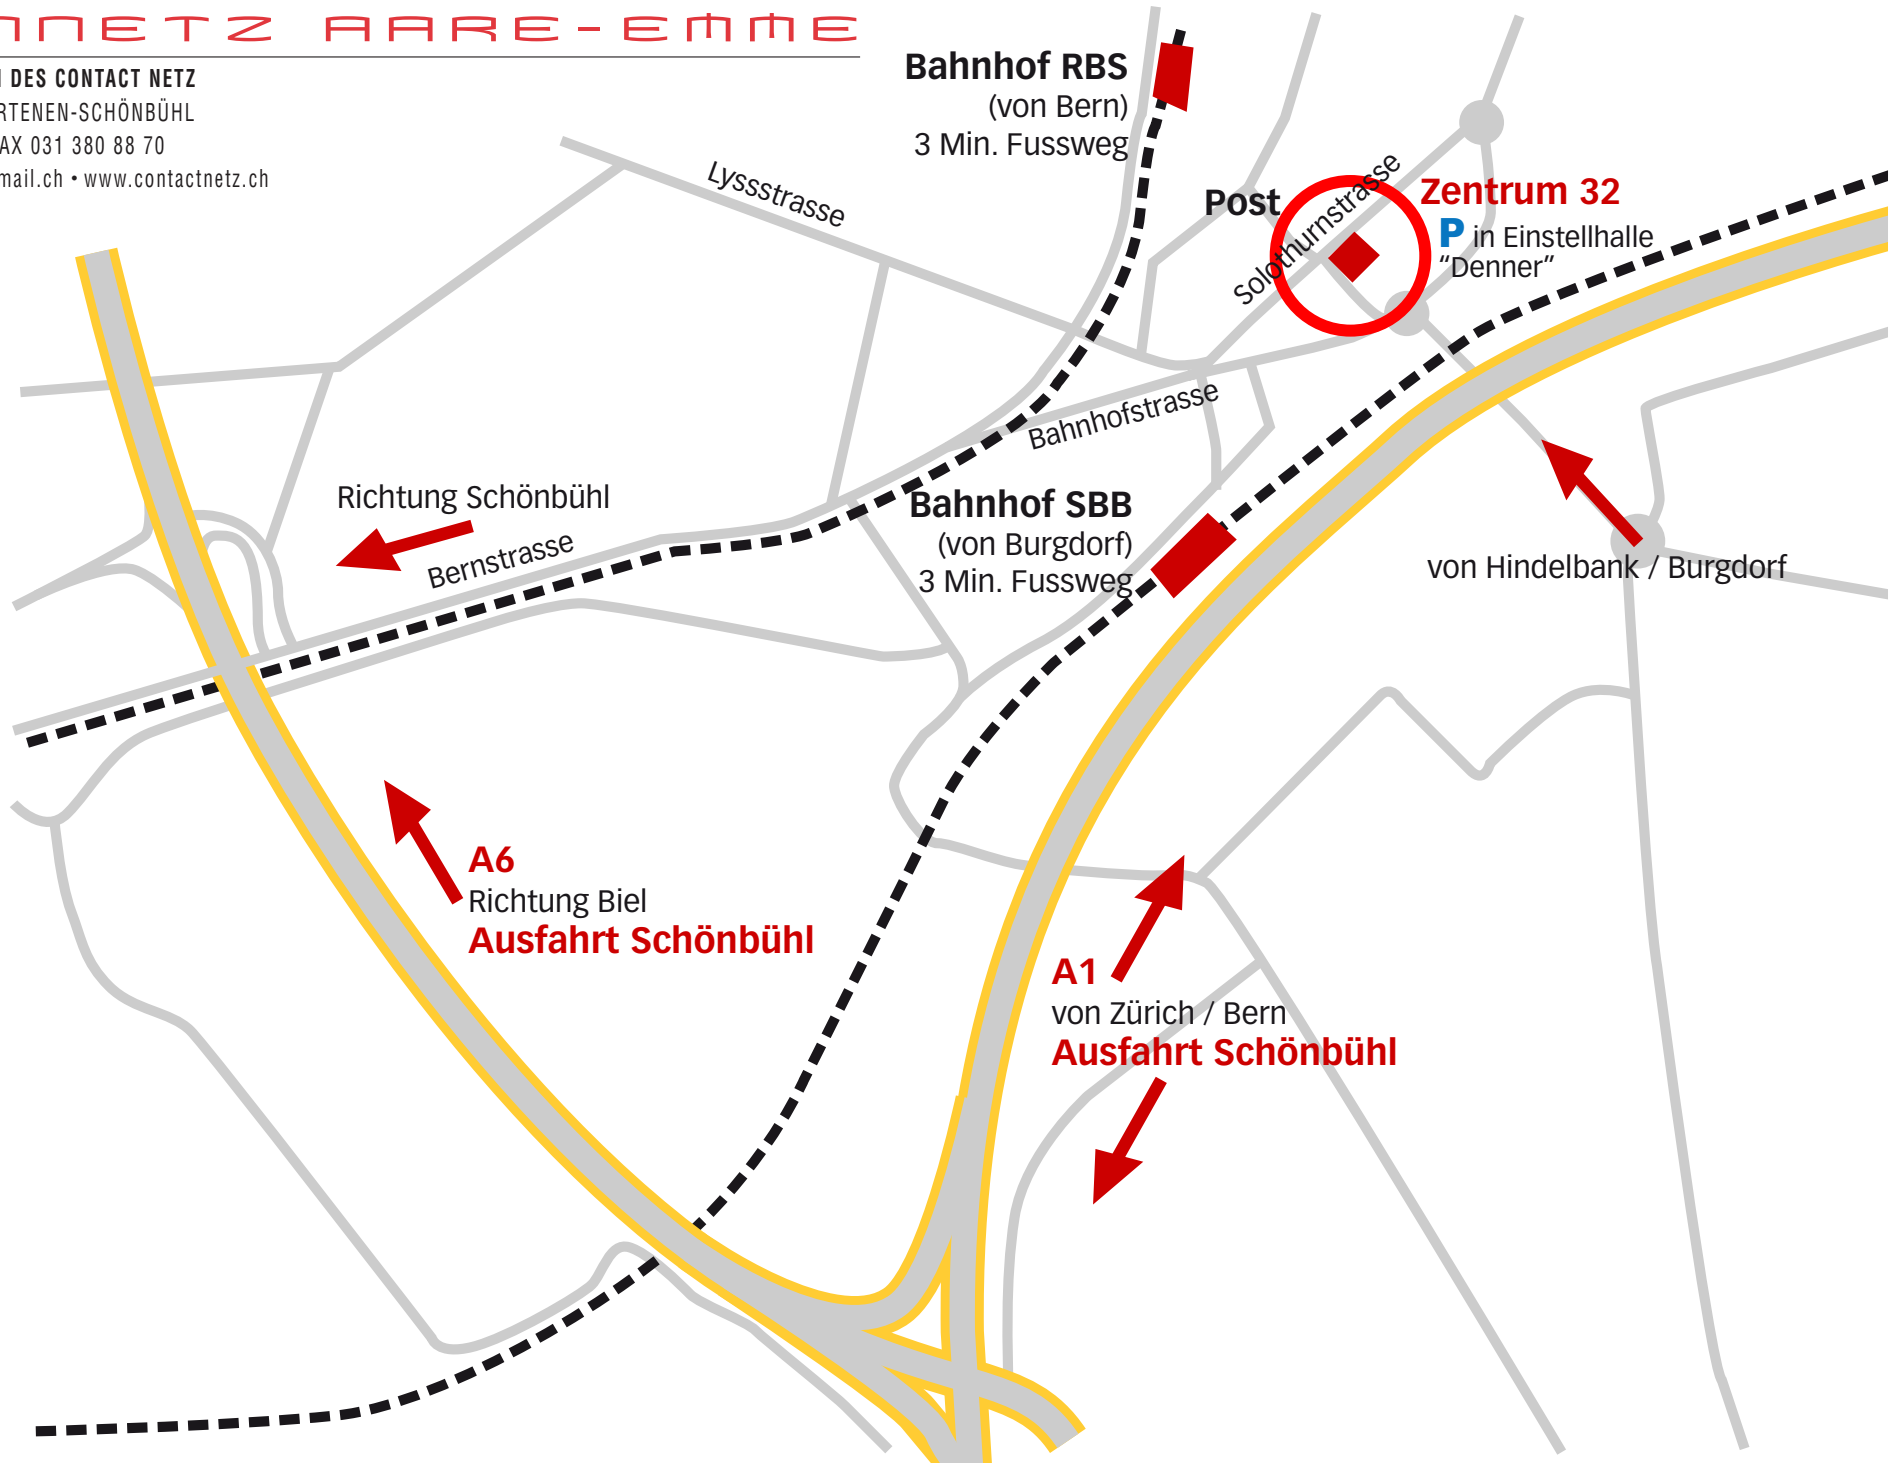 NETZ AARE-EMME
DES CONTACT NETZ
RTENEN-SCHÖNBÜHL
AX 031 380 88 70
mail.ch • www.contactnetz.ch
Bahnhof RBS
(von Bern)
3 Min. Fussweg
Lyssstrasse
Post
Solothurnstrasse
Zentrum 32
P in Einstellhalle
“Denner”
Bahnhofstrasse
Richtung Schönbühl
Bernstrasse
Bahnhof SBB
(von Burgdorf)
3 Min. Fussweg
von Hindelbank / Burgdorf
A6
Richtung Biel
Ausfahrt Schönbühl
A1
von Zürich / Bern
Ausfahrt Schönbühl